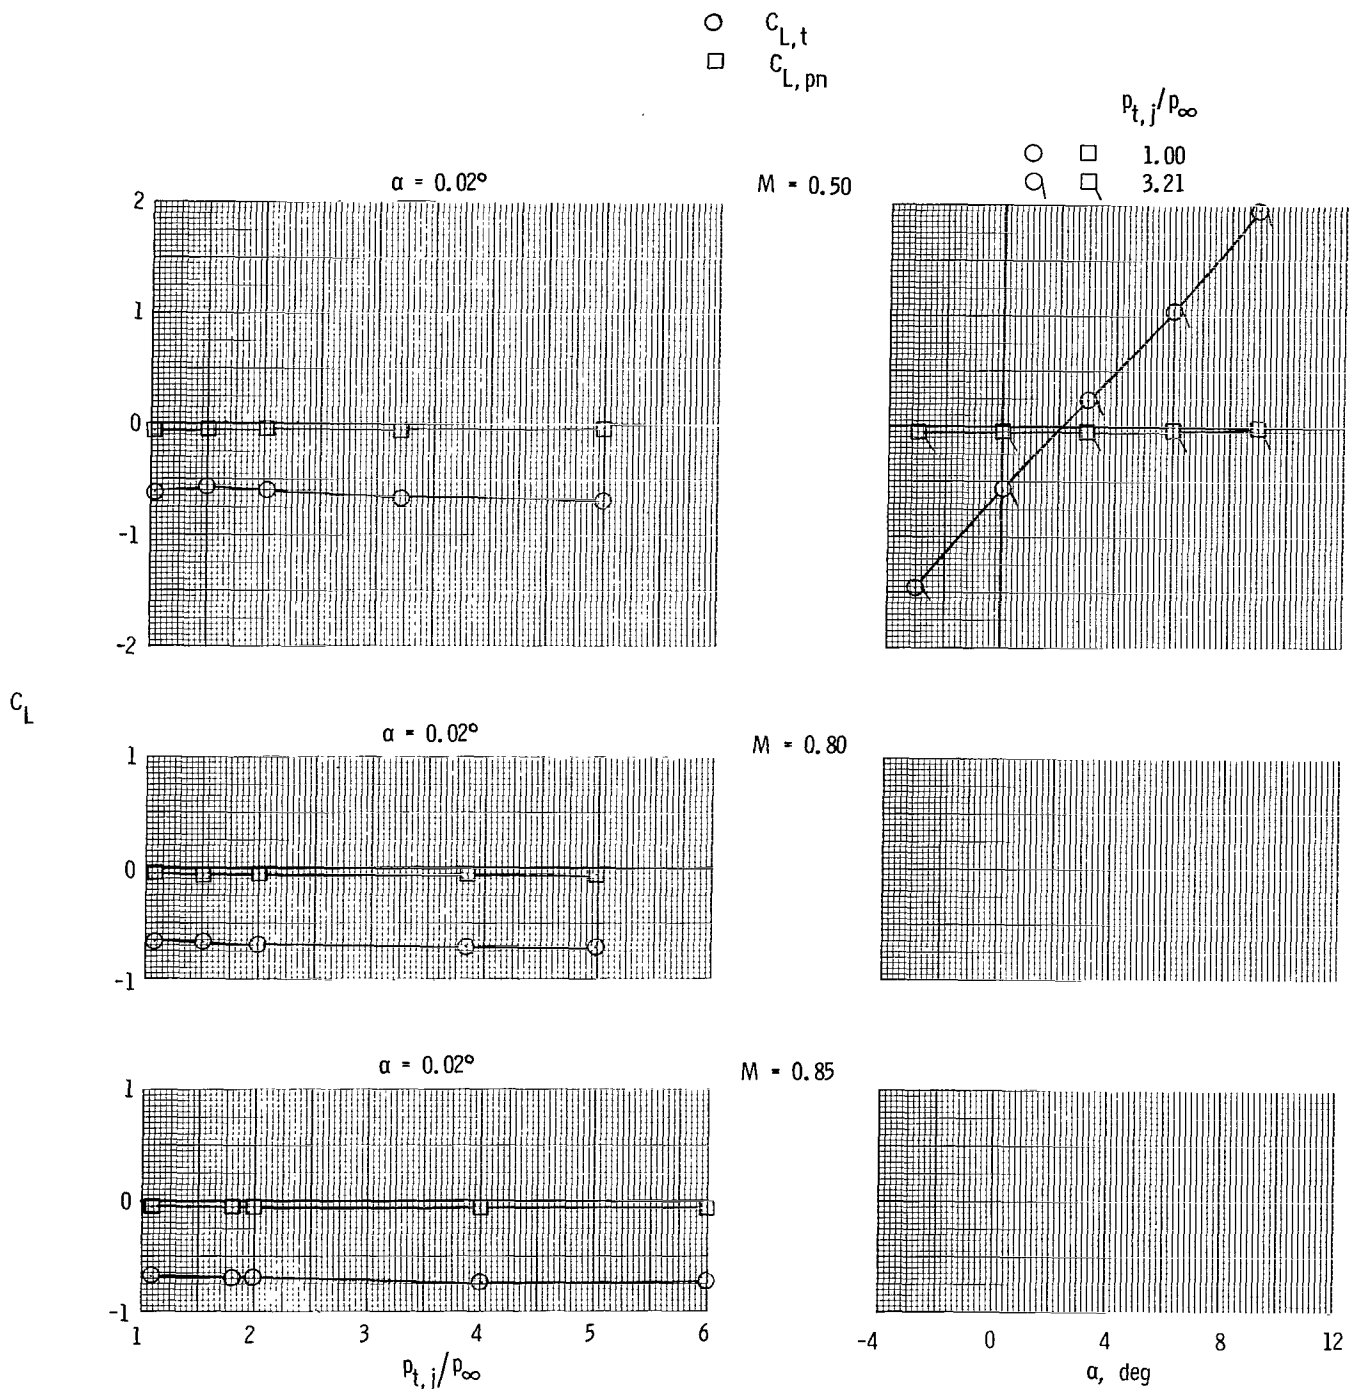 C_L,t
C_L,pn
p_t,j/p_∞
1.00
3.21
α = 0.02°
M = 0.50
2
1
0
-1
-2
C_L
α = 0.02°
M = 0.80
1
0
-1
α = 0.02°
M = 0.85
1
0
-1
1 2 3 4 5 6
-4 0 4 8 12
p_t,j/p_∞
α, deg